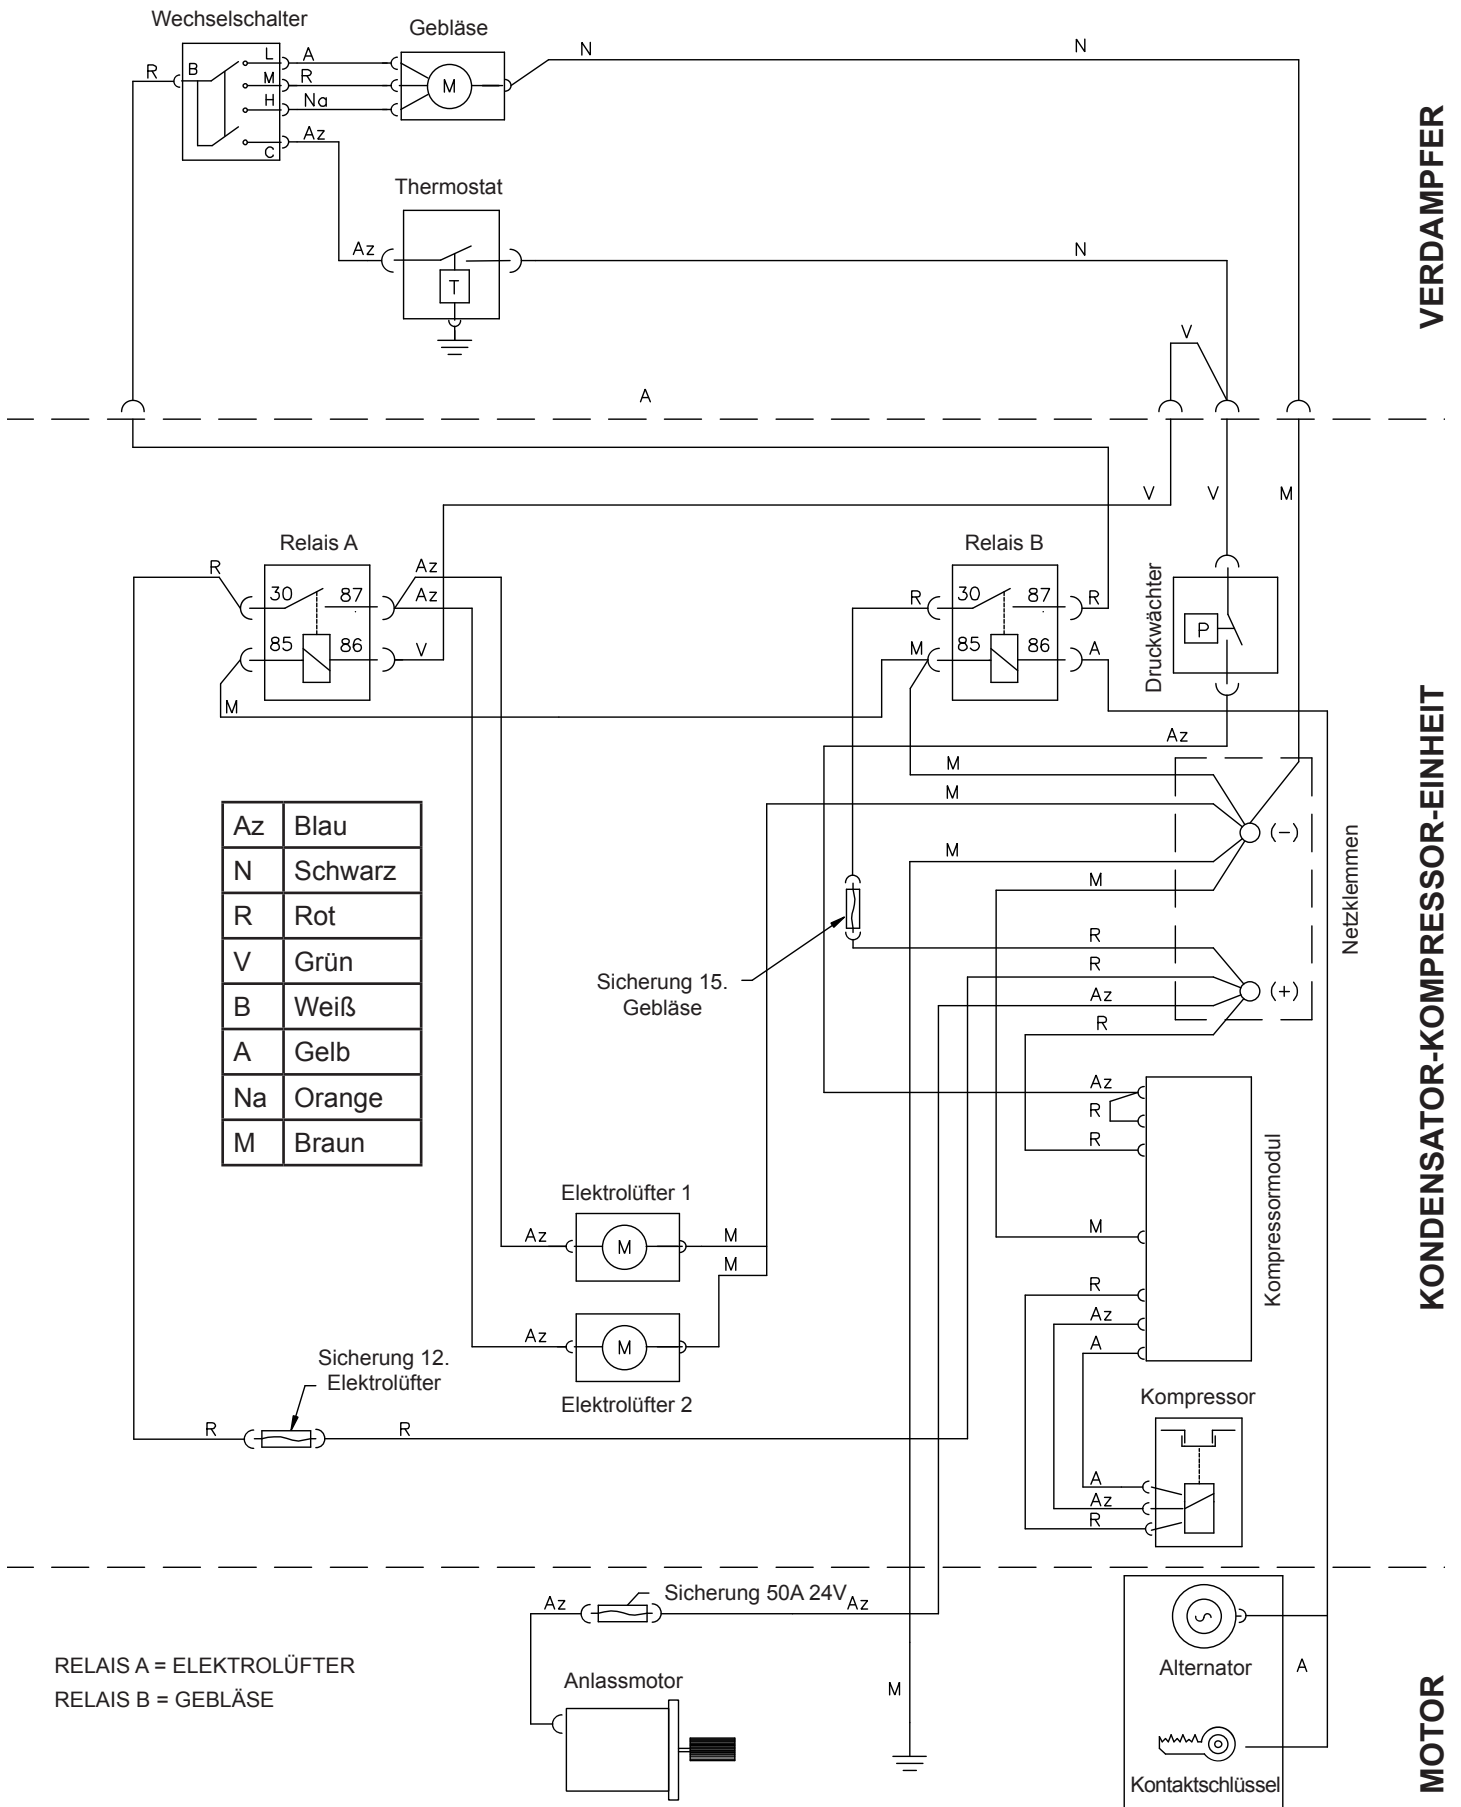 Wechselschalter
Gebläse
N
N
L
A
R
B
M
R
M
H
Na
Az
C
Thermostat
Az
N
T
VERDAMPFER
V
A
V
V
M
Relais A
Relais B
R
Az
30
87
Az
R
30
87
R
85
86
V
M
85
86
A
M
Druckwächter
P
Az
M
M
(-)
M
M
Netzklemmen
Az Blau
N Schwarz
R Rot
V Grün
B Weiß
A Gelb
Na Orange
M Braun
R
R
Sicherung 15.
Gebläse
Az
(+)
R
KONDENSATOR-KOMPRESSOR-EINHEIT
Az
R
R
Kompressormodul
Elektrolüfter 1
Az
M
M
M
M
R
Az
A
Az
M
Sicherung 12.
Elektrolüfter
Elektrolüfter 2
R
R
Kompressor
A
Az
R
Az
Sicherung 50A 24V
Az
RELAIS A = ELEKTROLÜFTER
RELAIS B = GEBLÄSE
Anlassmotor
M
Alternator
A
Kontaktschlüssel
MOTOR